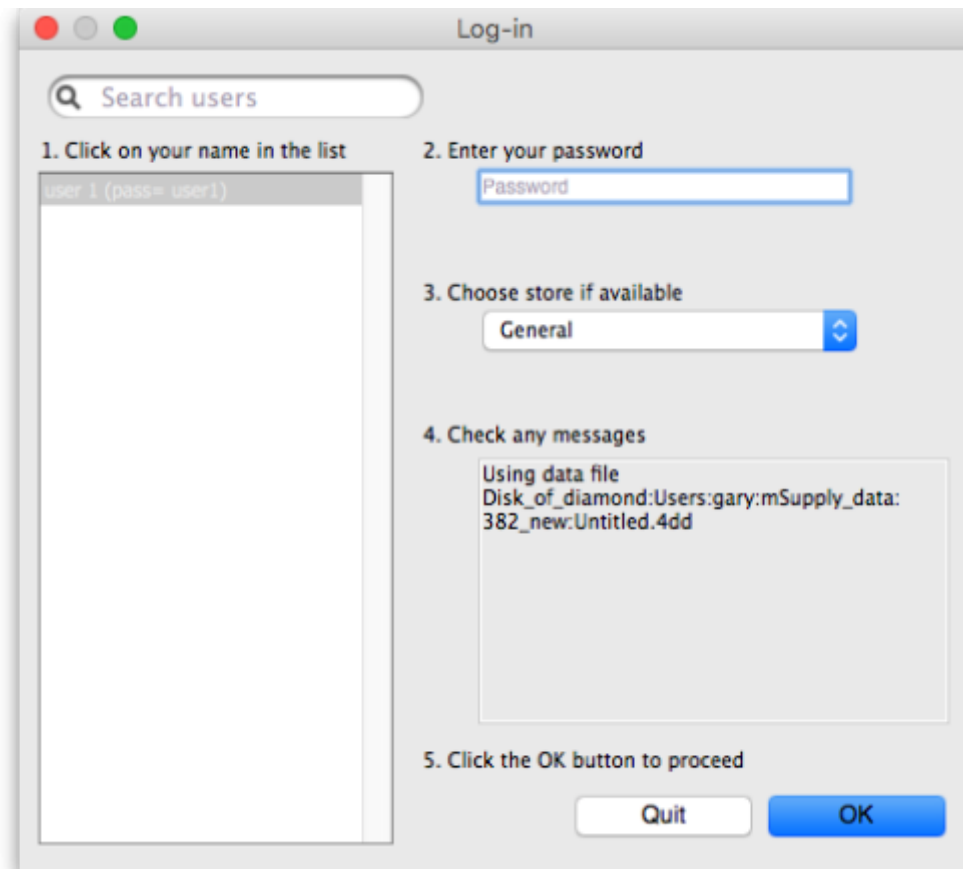 Log-in
Search users
1. Click on your name in the list
user 1 (pass= user1)
2. Enter your password
Password
3. Choose store if available
General
4. Check any messages
Using data file
Disk_of_diamond:Users:gary:mSupply_data:
382_new:Untitled.4dd
5. Click the OK button to proceed
Quit
OK